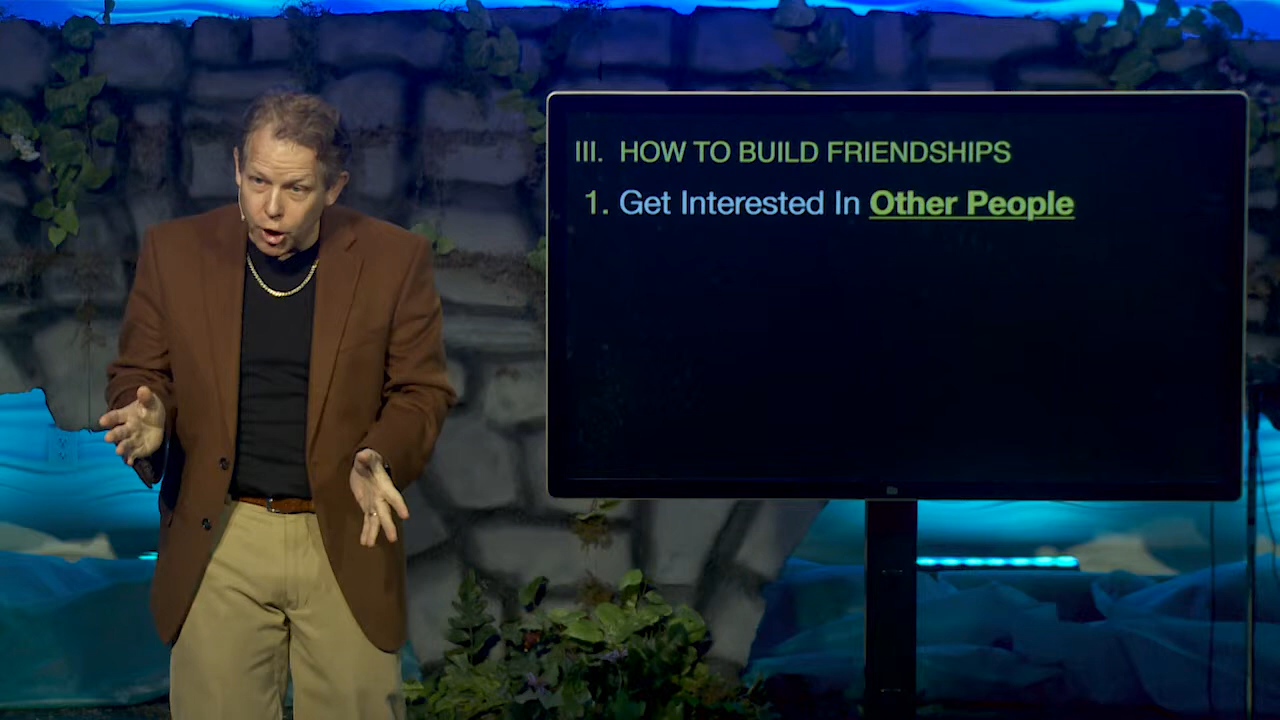 III. HOW TO BUILD FRIENDSHIPS
1. Get Interested In Other People